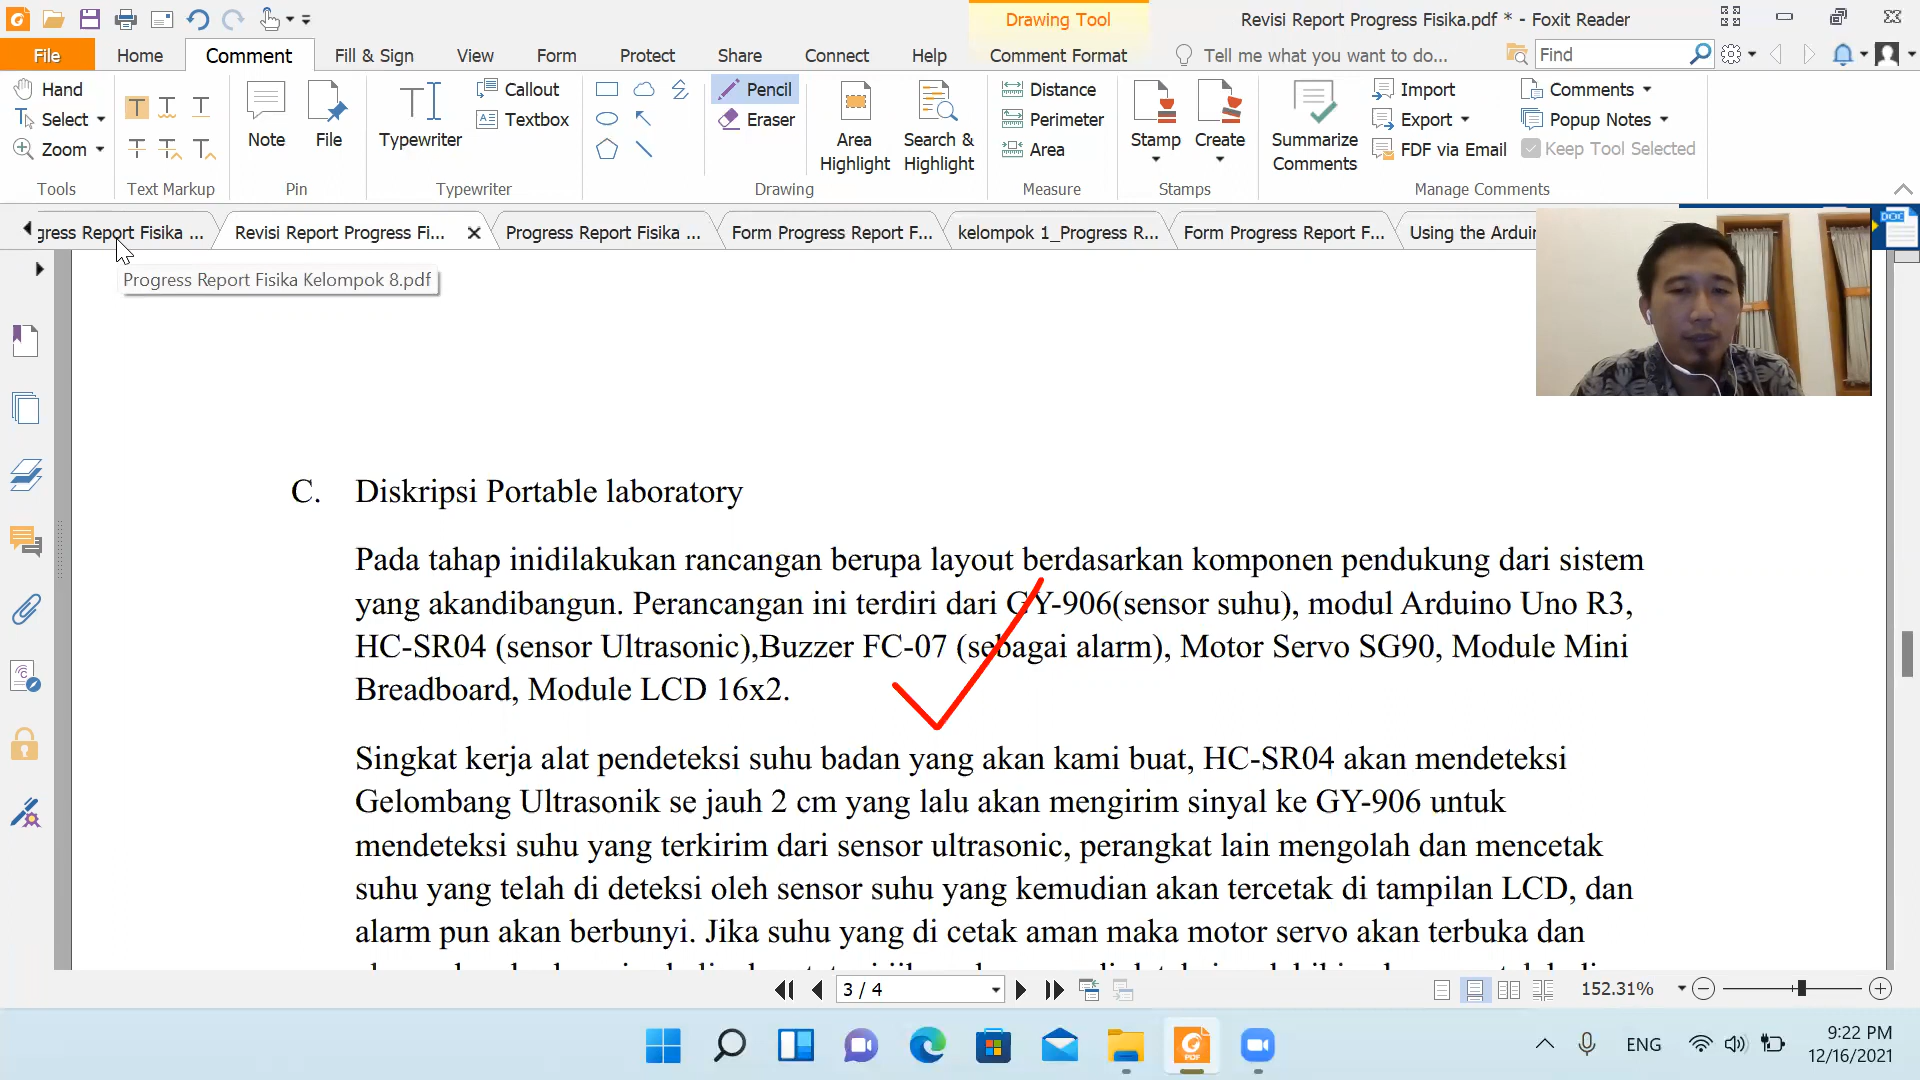 Drawing Tool
Revisi Report Progress Fisika.pdf * - Foxit Reader
File
Home
Comment
Fill & Sign
View
Form
Protect
Share
Connect
Help
Comment Format
Tell me what you want to do...
Find
Hand
Select
Zoom
Tools
Text Markup
Note
File
Pin
Typewriter
Callout
Textbox
Typewriter
Pencil
Eraser
Area Highlight
Search & Highlight
Drawing
Distance
Perimeter
Area
Measure
Stamp
Create
Stamps
Summarize Comments
Import
Export
FDF via Email
Comments
Popup Notes
Keep Tool Selected
Manage Comments
gress Report Fisika ...
Revisi Report Progress Fi...
Progress Report Fisika ...
Form Progress Report F...
kelompok 1_Progress R...
Form Progress Report F...
Using the Arduin
DOC
Progress Report Fisika Kelompok 8.pdf
C. Diskripsi Portable laboratory
Pada tahap inidilakukan rancangan berupa layout berdasarkan komponen pendukung dari sistem
yang akandibangun. Perancangan ini terdiri dari GY-906(sensor suhu), modul Arduino Uno R3,
HC-SR04 (sensor Ultrasonic),Buzzer FC-07 (sebagai alarm), Motor Servo SG90, Module Mini
Breadboard, Module LCD 16x2.
Singkat kerja alat pendeteksi suhu badan yang akan kami buat, HC-SR04 akan mendeteksi
Gelombang Ultrasonik se jauh 2 cm yang lalu akan mengirim sinyal ke GY-906 untuk
mendeteksi suhu yang terkirim dari sensor ultrasonic, perangkat lain mengolah dan mencetak
suhu yang telah di deteksi oleh sensor suhu yang kemudian akan tercetak di tampilan LCD, dan
alarm pun akan berbunyi. Jika suhu yang di cetak aman maka motor servo akan terbuka dan
3 / 4
152.31%
ENG
9:22 PM
12/16/2021